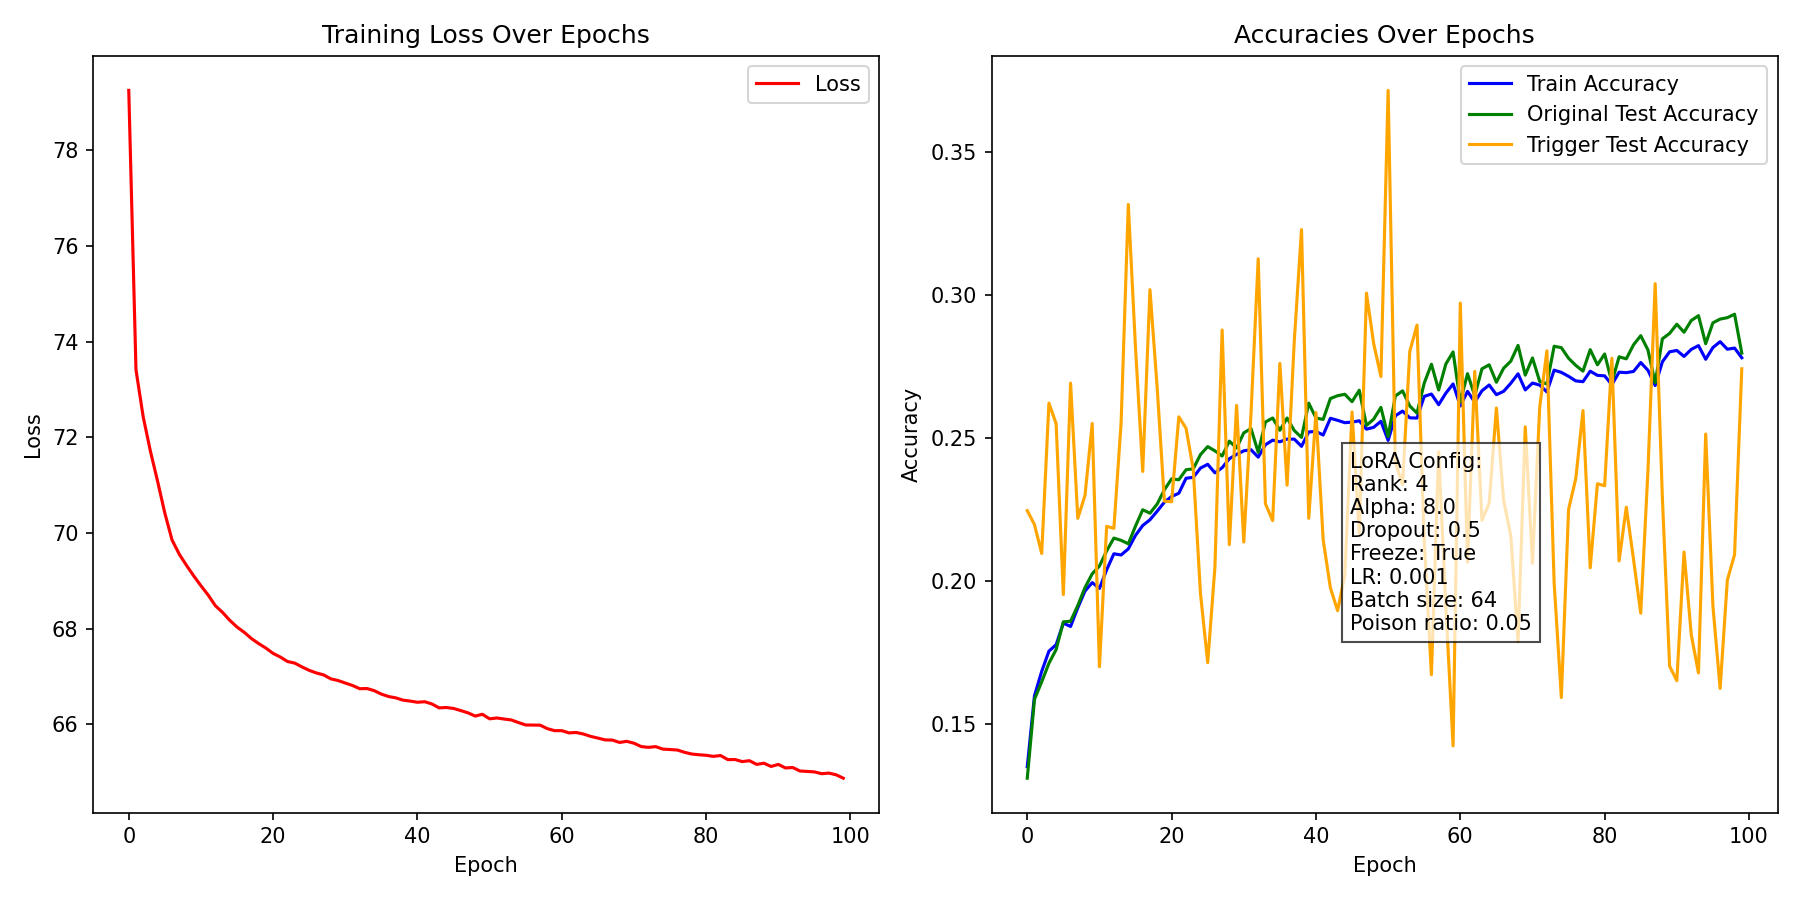 Training Loss Over Epochs
Loss
78
76
74
72
70
68
66
Loss
0
20
40
60
80
100
Epoch
Accuracies Over Epochs
Train Accuracy
Original Test Accuracy
Trigger Test Accuracy
0.35
0.30
0.25
0.20
0.15
Accuracy
LoRA Config:
Rank: 4
Alpha: 8.0
Dropout: 0.5
Freeze: True
LR: 0.001
Batch size: 64
Poison ratio: 0.05
0
20
40
60
80
100
Epoch